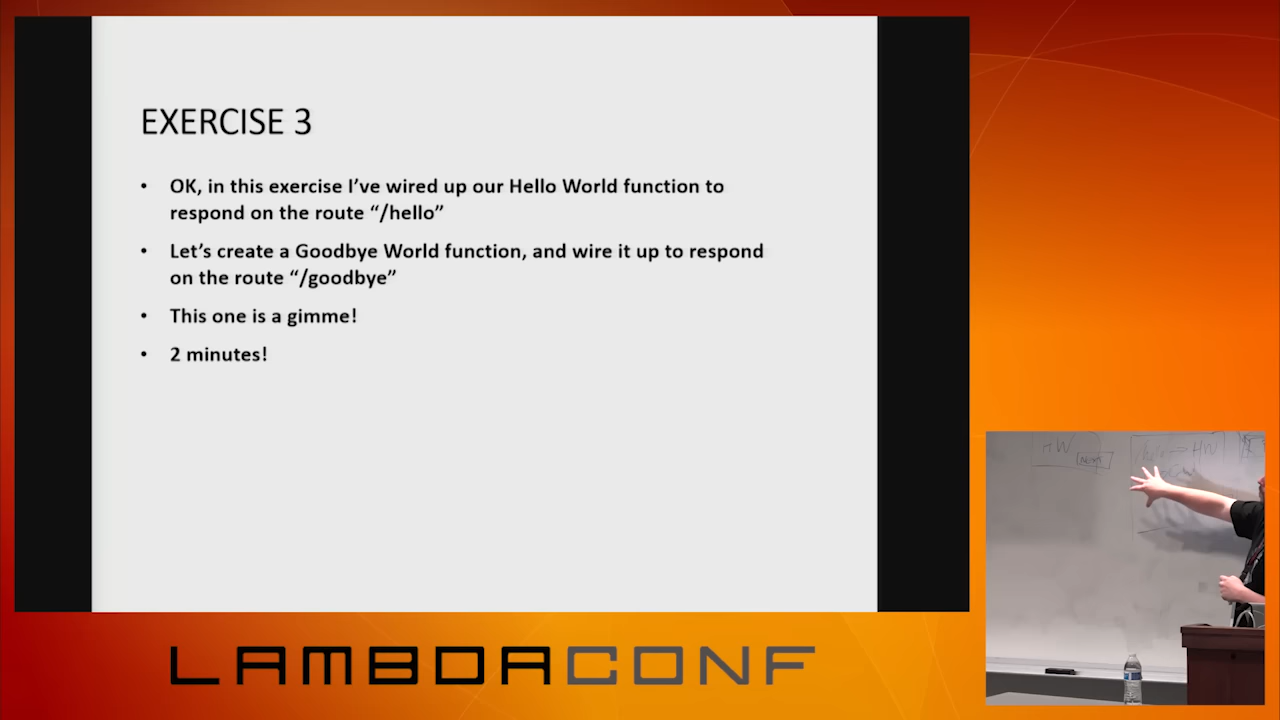 EXERCISE 3
• OK, in this exercise I’ve wired up our Hello World function to
respond on the route “/hello”
• Let’s create a Goodbye World function, and wire it up to respond
on the route “/goodbye”
• This one is a gimme!
• 2 minutes!
HW
HW
LAMBDACONF